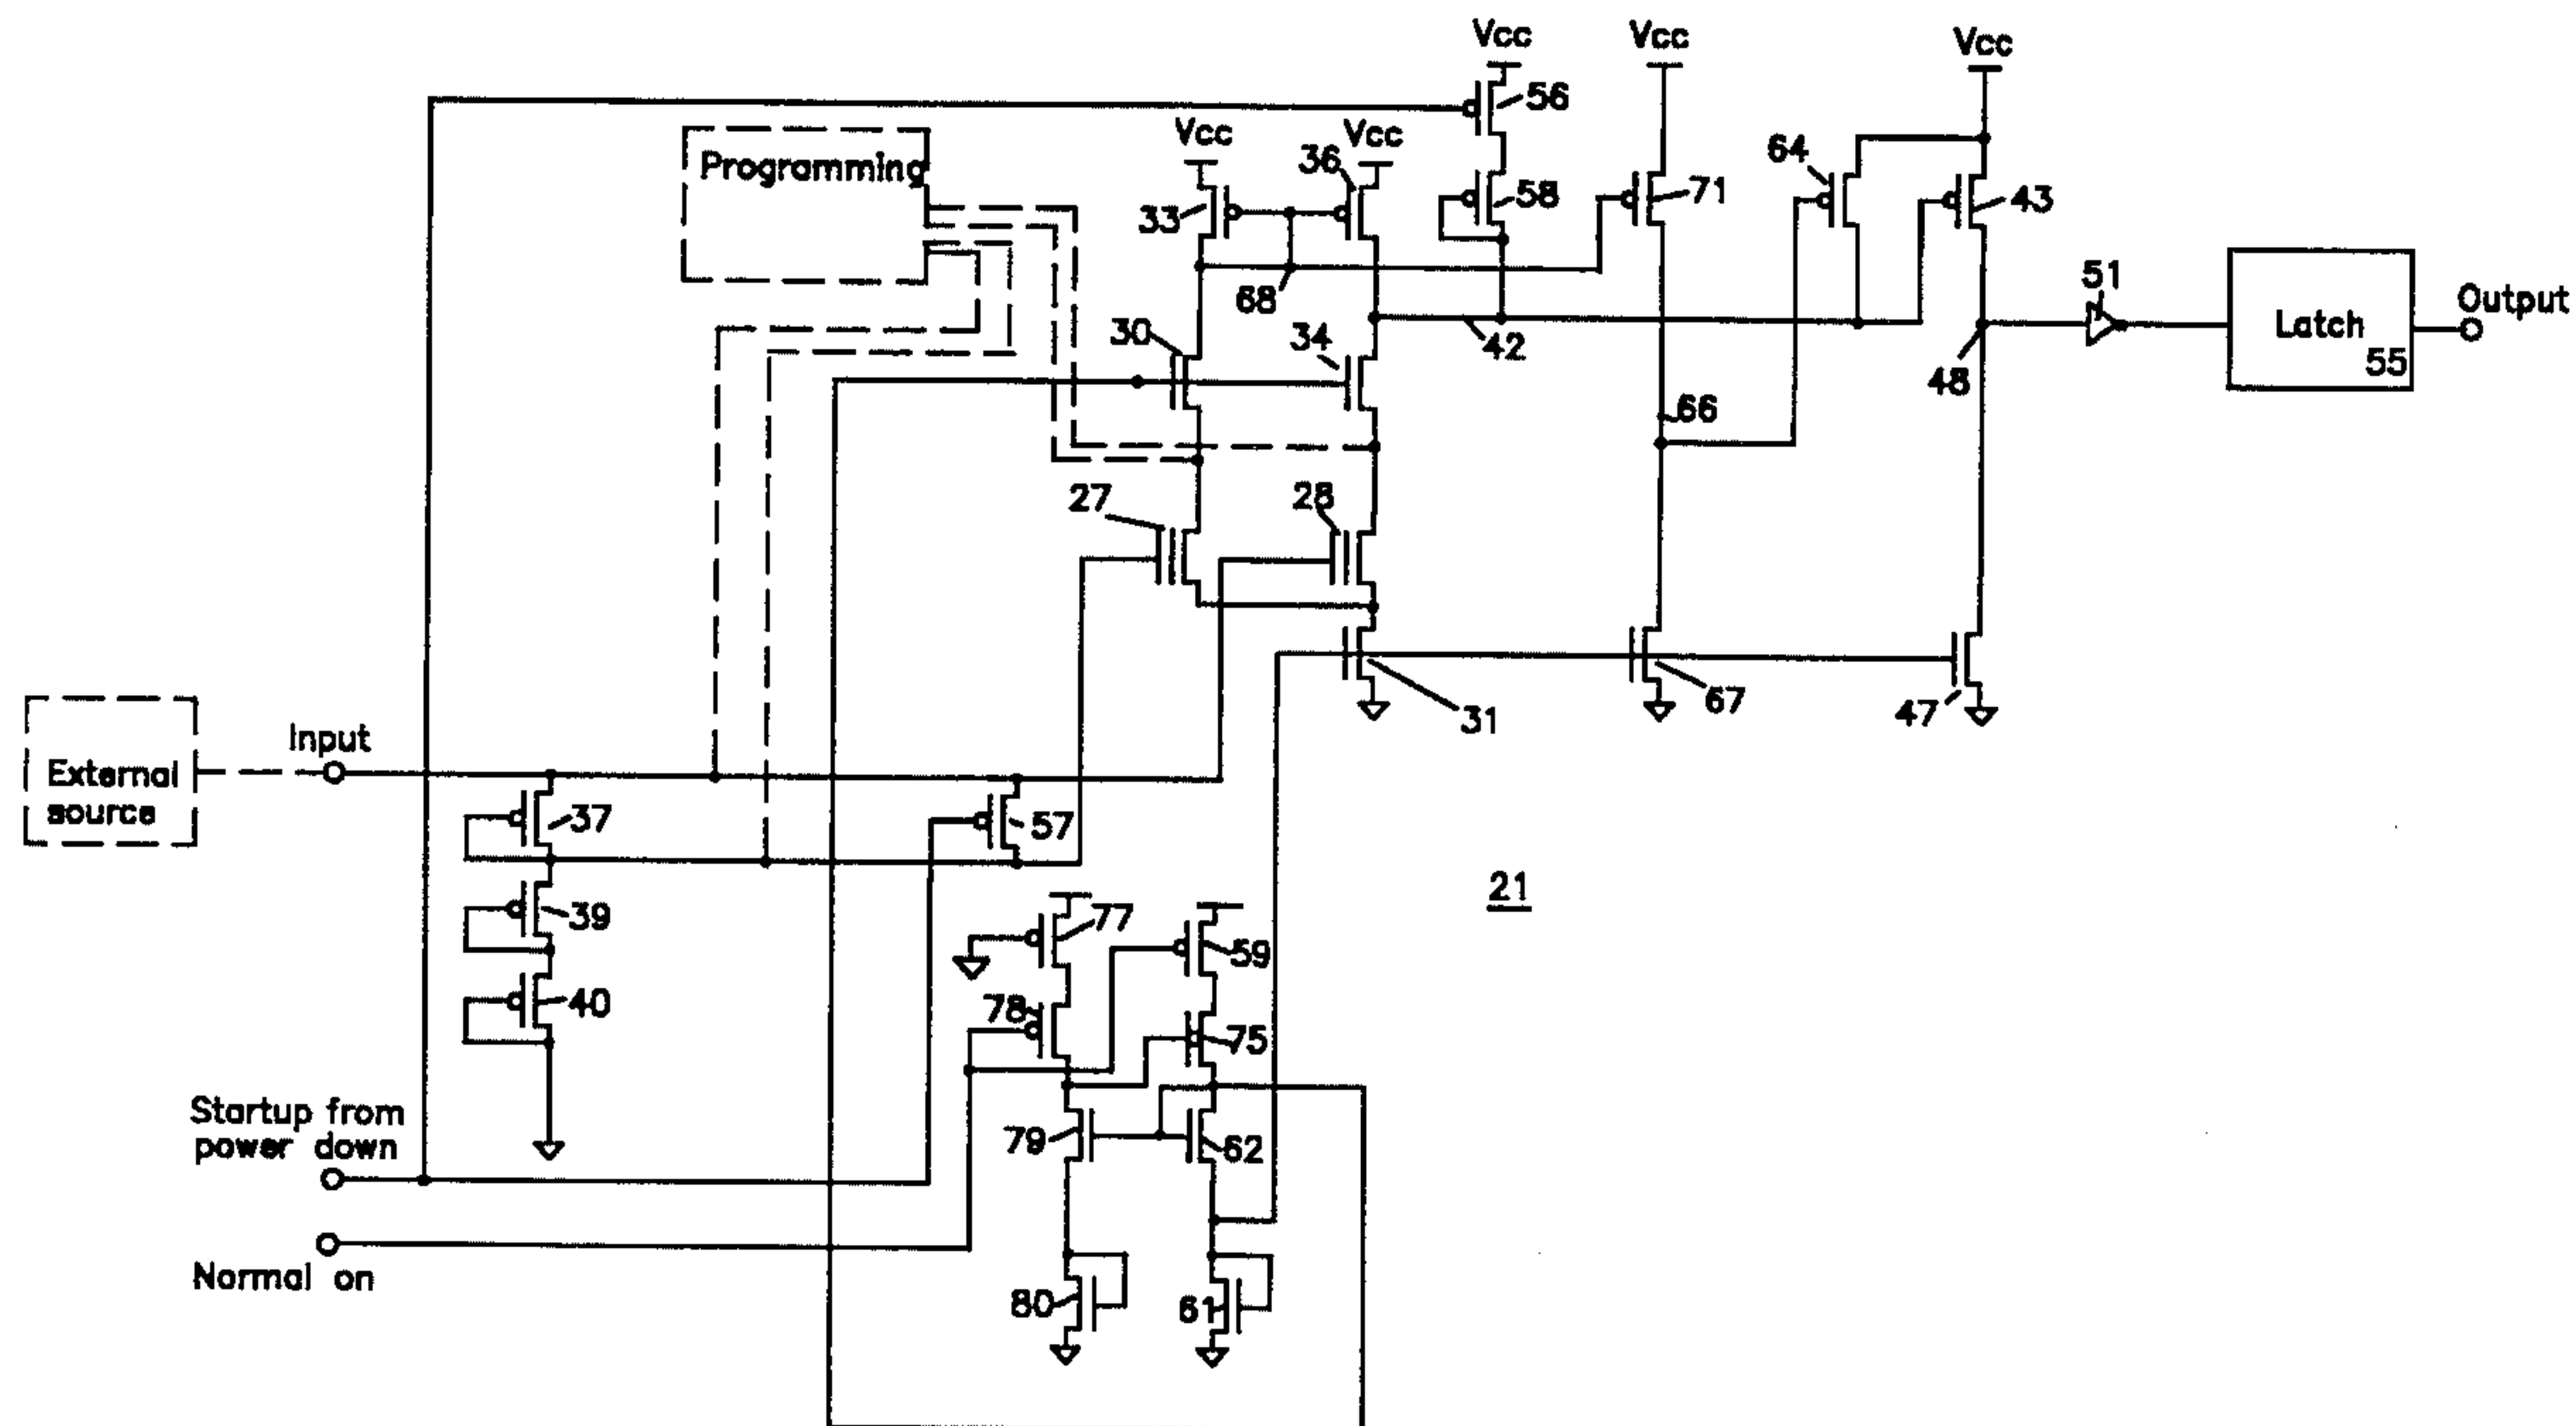 Vcc
Vcc
Vcc
56
Programming
Vcc
Vcc
36
64
33
58
71
43
51
Output
68
30
34
42
Latch
48
55
66
27
28
31
67
47
Input
External
source
37
57
21
39
77
59
40
78
75
Startup from
power down
79
62
Normal on
80
61